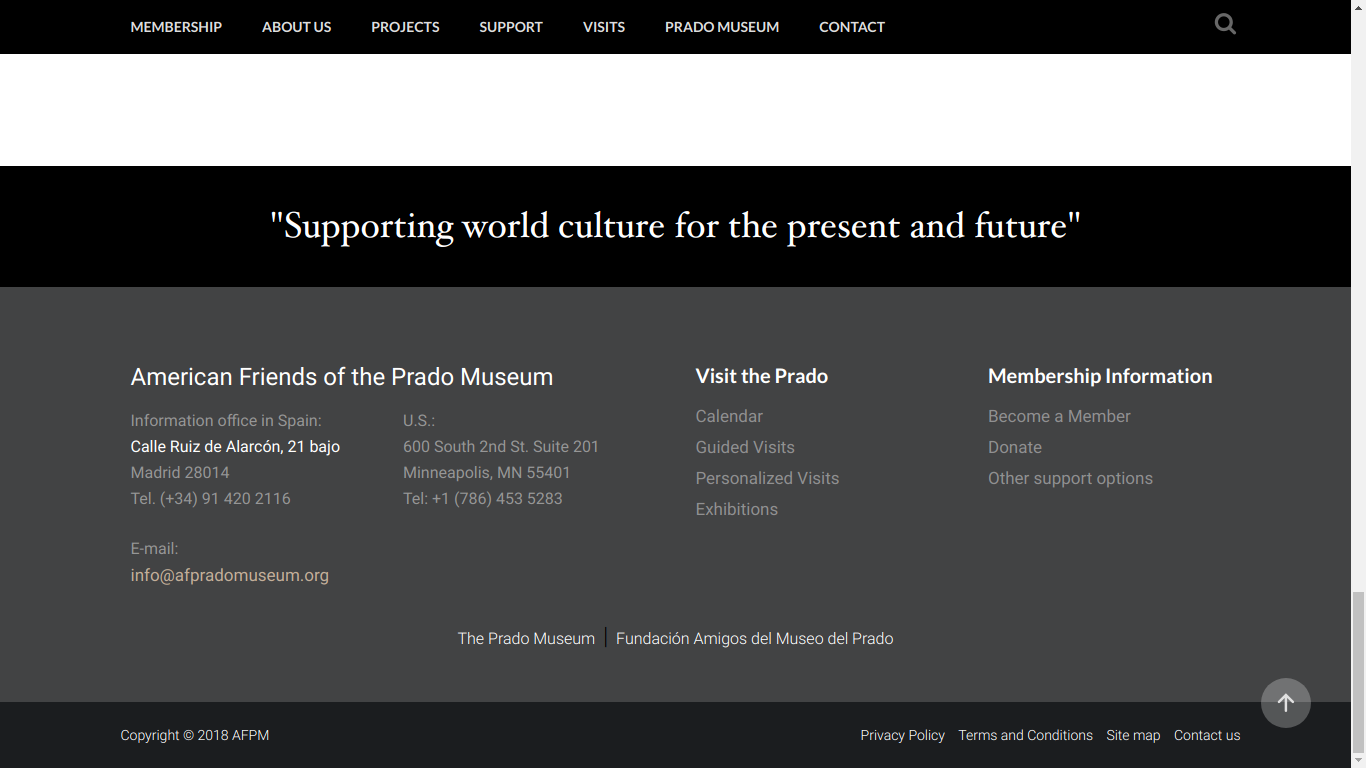 MEMBERSHIP ABOUT US PROJECTS SUPPORT VISITS PRADO MUSEUM CONTACT
"Supporting world culture for the present and future"
American Friends of the Prado Museum
Information office in Spain:
Calle Ruiz de Alarcón, 21 bajo
Madrid 28014
Tel. (+34) 91 420 2116
E-mail:
info@afpradomuseum.org
U.S.:
600 South 2nd St. Suite 201
Minneapolis, MN 55401
Tel: +1 (786) 453 5283
Visit the Prado
Calendar
Guided Visits
Personalized Visits
Exhibitions
Membership Information
Become a Member
Donate
Other support options
The Prado Museum | Fundación Amigos del Museo del Prado
Copyright © 2018 AFPM
Privacy Policy Terms and Conditions Site map Contact us